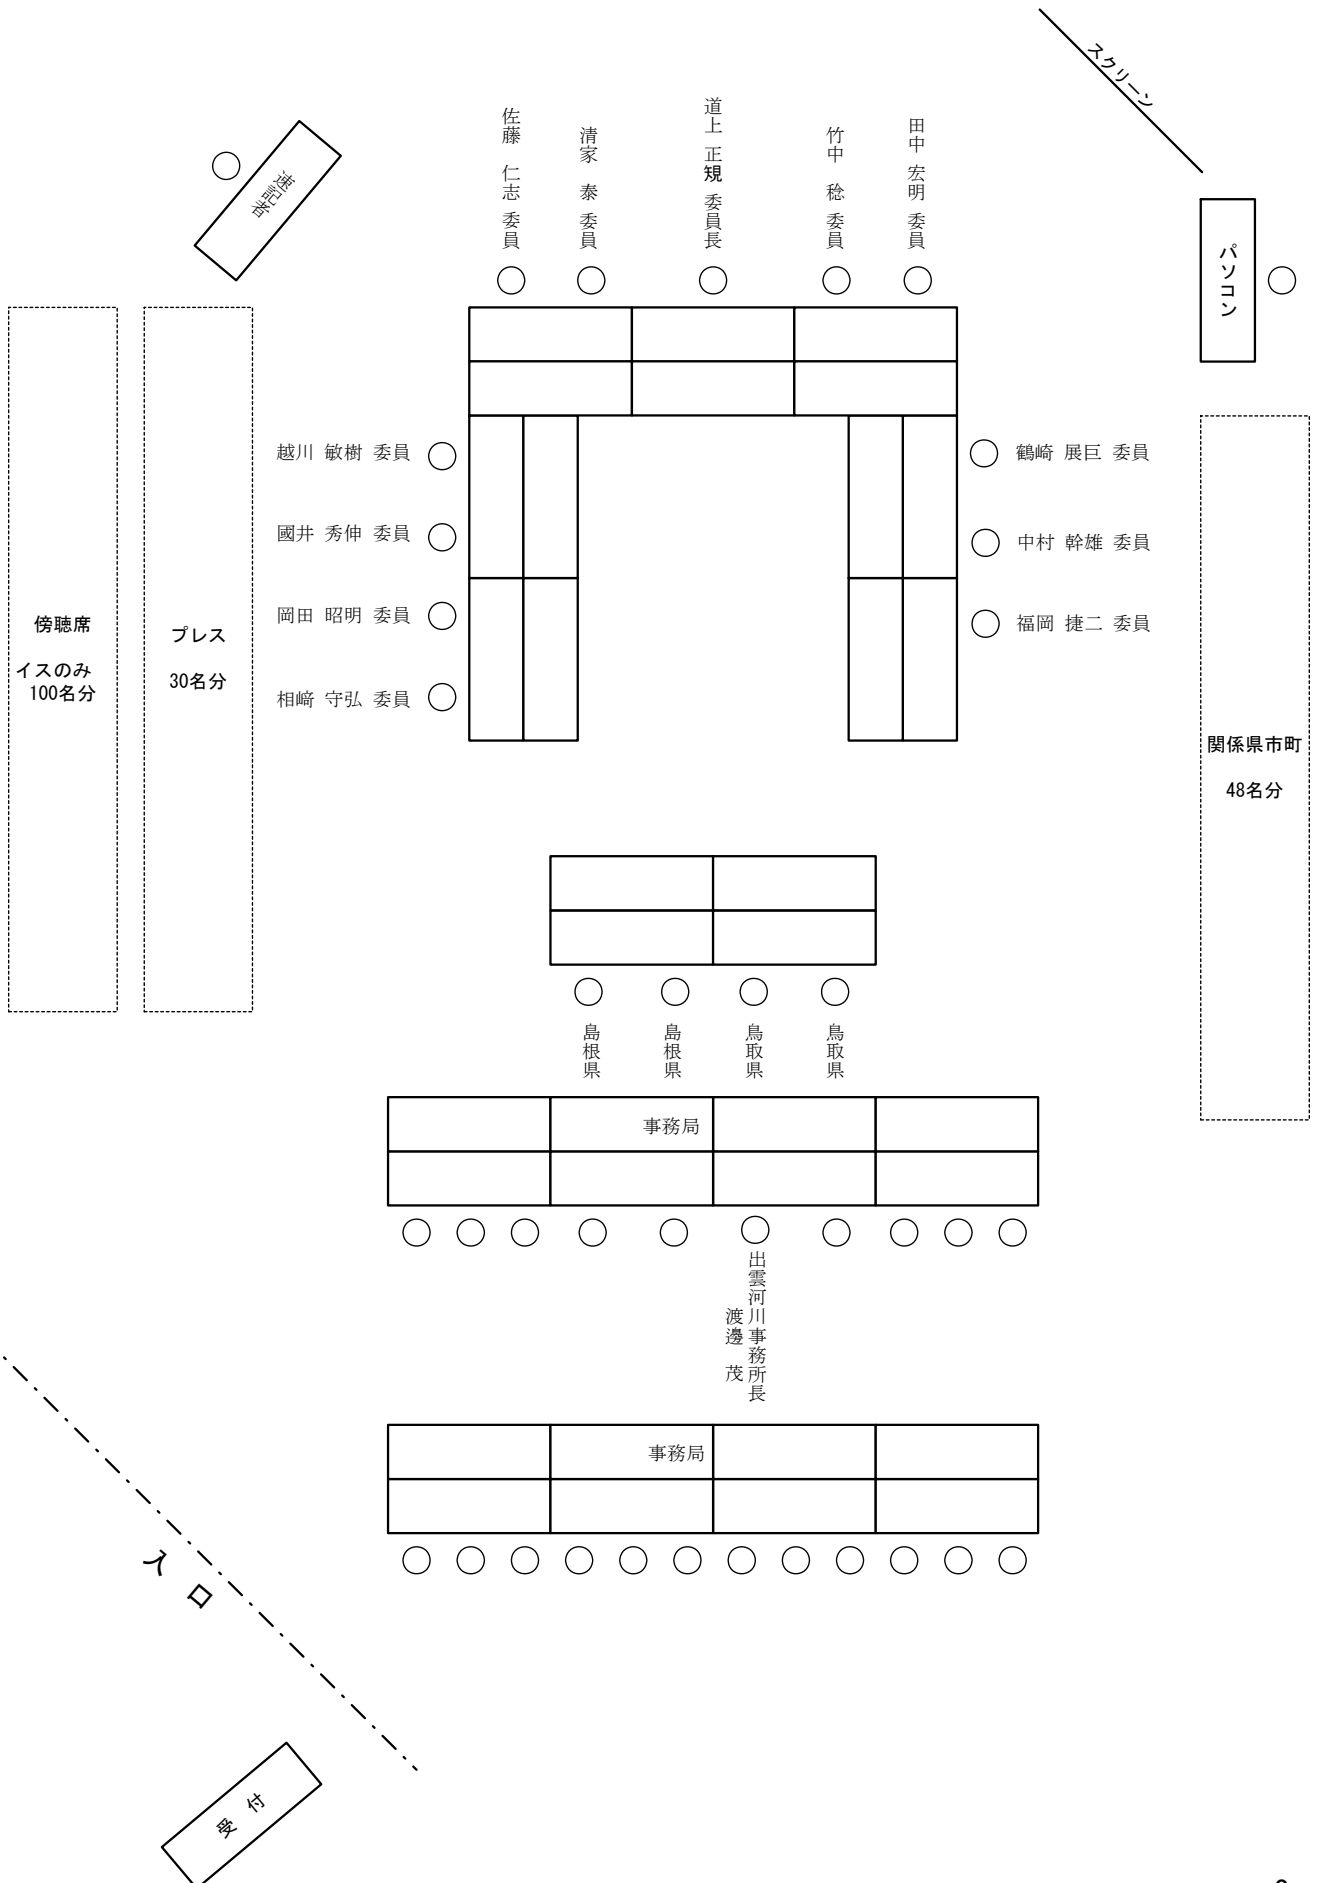 スクリーン
佐藤 仁志 委員
清家 泰 委員
道上 正規 委員長
竹中 稔 委員
田中 宏明 委員
速記者
パソコン
越川 敏樹 委員
國井 秀伸 委員
岡田 昭明 委員
相﨑 守弘 委員
鶴崎 展巨 委員
中村 幹雄 委員
福岡 捷二 委員
傍聴席
イスのみ
100名分
プレス
30名分
関係県市町
48名分
島根県
島根県
鳥取県
鳥取県
事務局
出雲河川事務所長
渡邊 茂
事務局
入口
受付